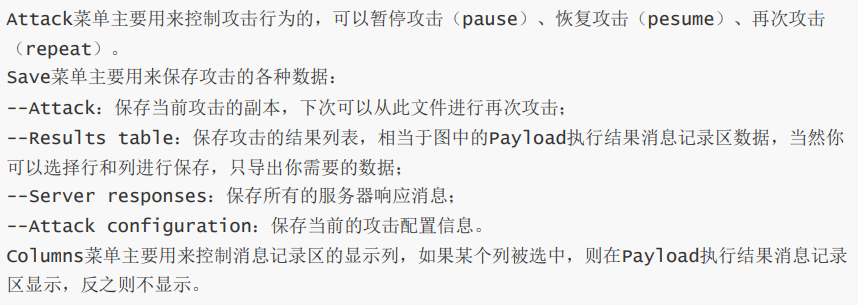 Attack菜单主要用来控制攻击行为的，可以暂停攻击（pause）、恢复攻击（pesume）、再次攻击
（repeat）。
Save菜单主要用来保存攻击的各种数据：
--Attack：保存当前攻击的副本，下次可以从此文件进行再次攻击；
--Results table：保存攻击的结果列表，相当于图中的Payload执行结果消息记录区数据，当然你
可以选择行和列进行保存，只导出你需要的数据；
--Server responses：保存所有的服务器响应消息；
--Attack configuration：保存当前的攻击配置信息。
Columns菜单主要用来控制消息记录区的显示列，如果某个列被选中，则在Payload执行结果消息记录
区显示，反之则不显示。